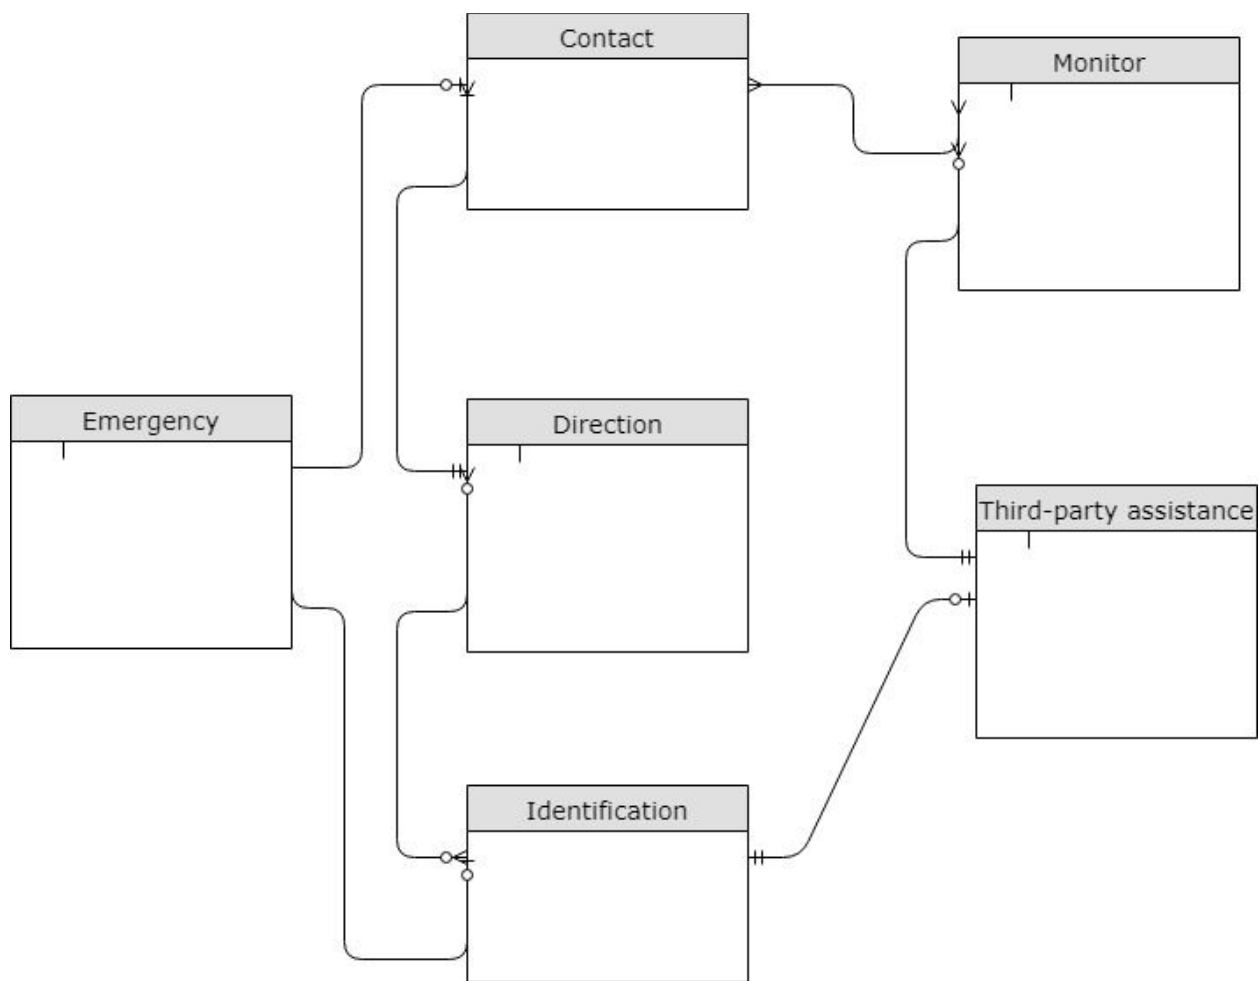 Contact
Monitor
Emergency
Direction
Third-party assistance
Identification